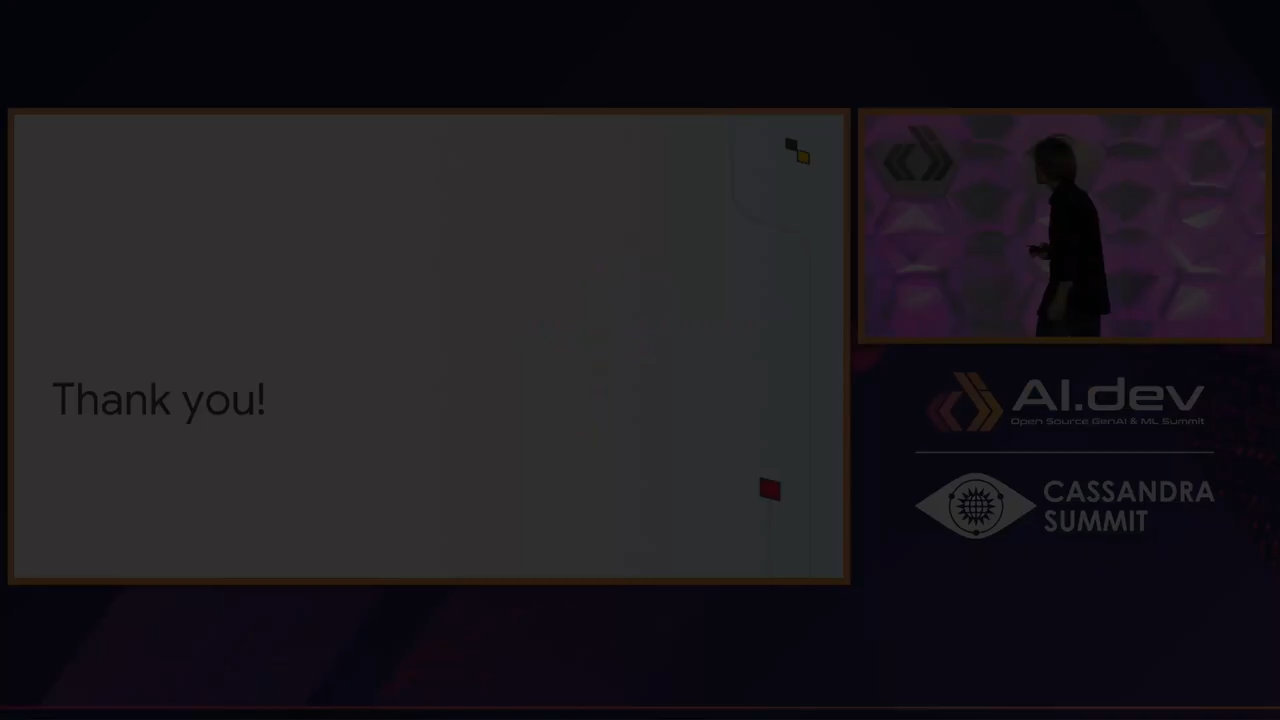 Thank you!
AI.dev
Open Source GenAI & ML Summit
CASSANDRA
SUMMIT